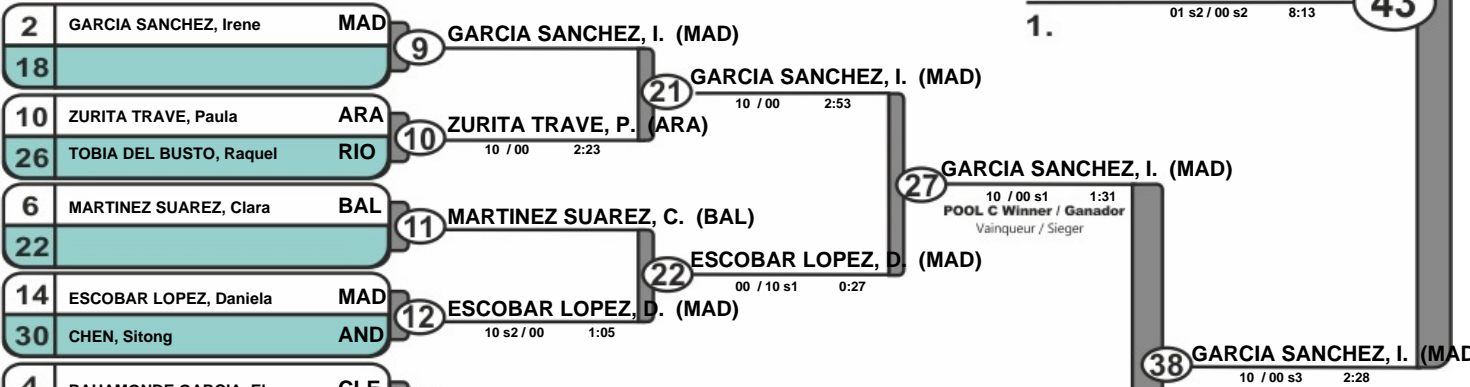 2 GARCIA SANCHEZ, Irene MAD
18
10 ZURITA TRAVE, Paula ARA
26 TOBIA DEL BUSTO, Raquel RIO
6 MARTINEZ SUAREZ, Clara BAL
22
14 ESCOBAR LOPEZ, Daniela MAD
30 CHEN, Sitong AND
4
9 GARCIA SANCHEZ, I. (MAD)
10 ZURITA TRAVE, P. (ARA)
10 / 00 2:23
11 MARTINEZ SUAREZ, C. (BAL)
12 ESCOBAR LOPEZ, D. (MAD)
10 s2 / 00 1:05
21 GARCIA SANCHEZ, I. (MAD)
10 / 00 2:53
22 ESCOBAR LOPEZ, D. (MAD)
00 / 10 s1 0:27
27 GARCIA SANCHEZ, I. (MAD)
10 / 00 s1 1:31
POOL C Winner / Ganador
Vainqueur / Sieger
01 s2 / 00 s2 8:13
43
1.
38 GARCIA SANCHEZ, I. (MAD
10 / 00 s3 2:28